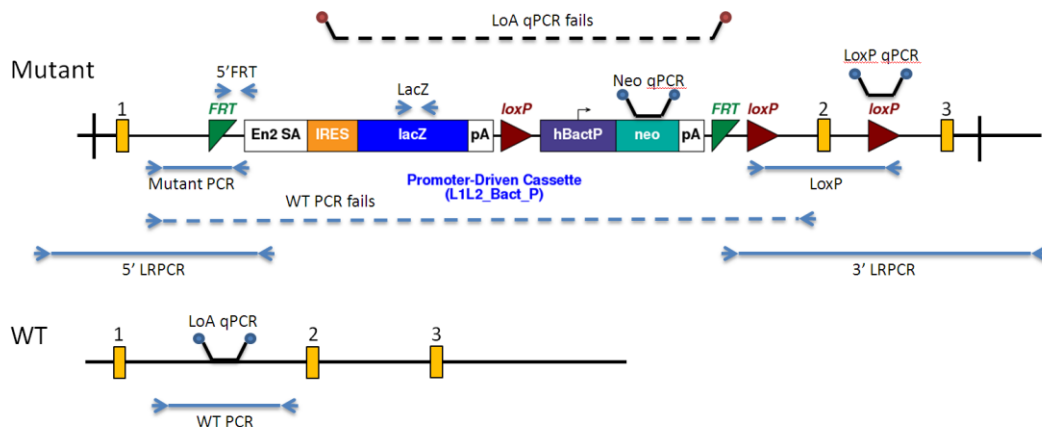 LoA qPCR fails
Mutant
5'FRT
LacZ
Neo qPCR
LoxP qPCR
1
FRT
loxP
FRT
loxP
2
loxP
3
En2 SA
IRES
lacZ
pA
hBactP
neo
pA
Mutant PCR
Promoter-Driven Cassette
(L1L2_Bact_P)
LoxP
WT PCR fails
5' LRPCR
3' LRPCR
WT
1
LoA qPCR
2
3
WT PCR